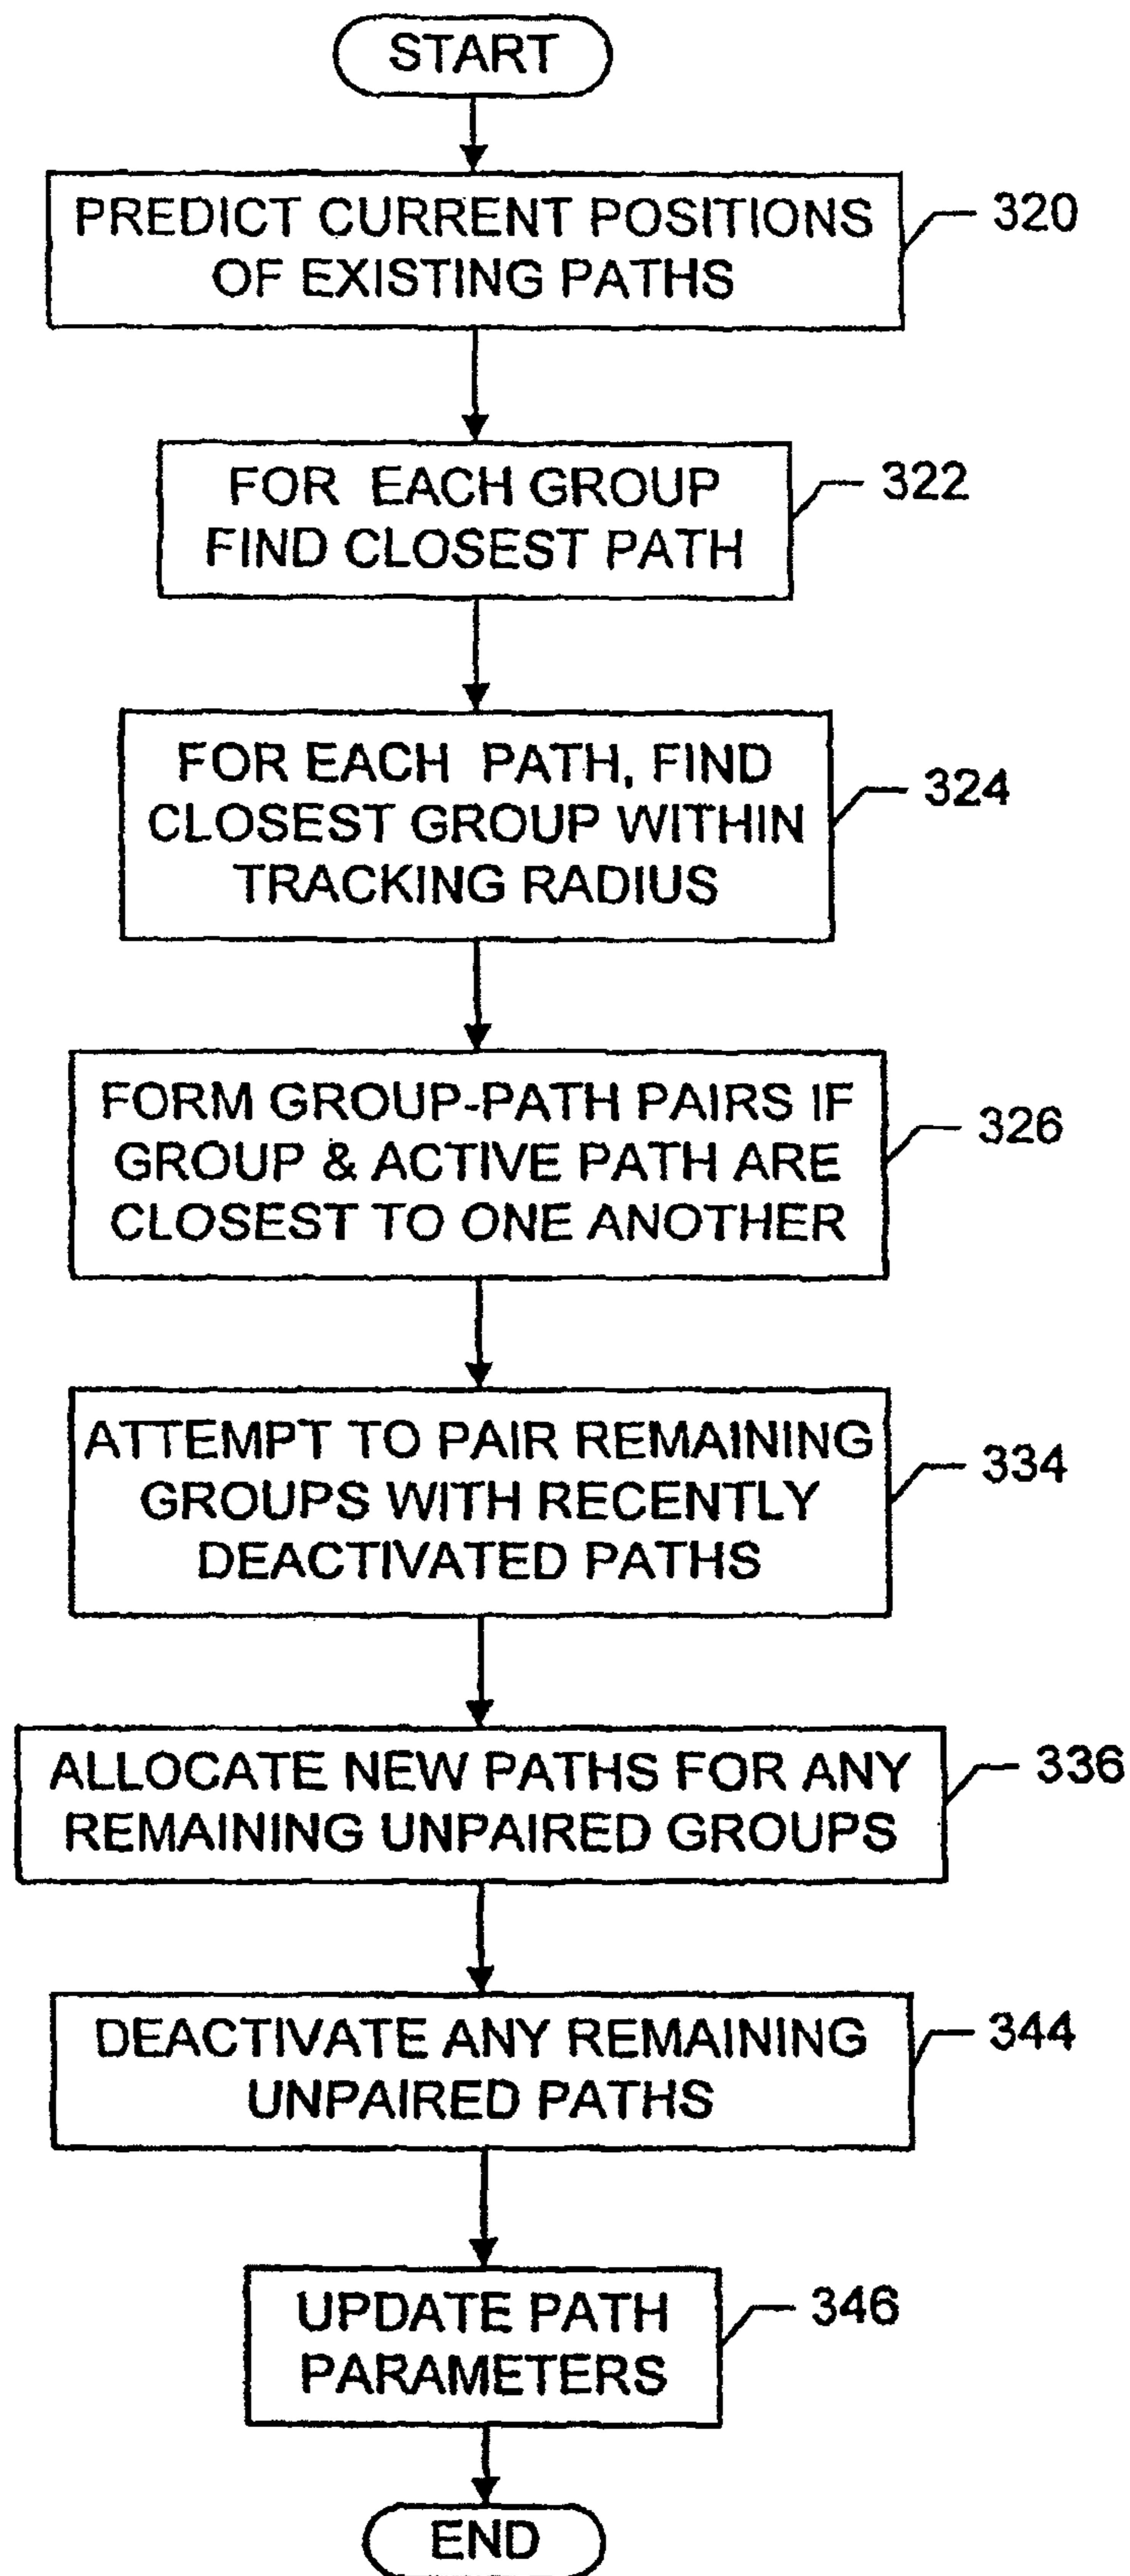 START
PREDICT CURRENT POSITIONS
OF EXISTING PATHS
320
FOR EACH GROUP
FIND CLOSEST PATH
322
FOR EACH PATH, FIND
CLOSEST GROUP WITHIN
TRACKING RADIUS
324
FORM GROUP-PATH PAIRS IF
GROUP & ACTIVE PATH ARE
CLOSEST TO ONE ANOTHER
326
ATTEMPT TO PAIR REMAINING
GROUPS WITH RECENTLY
DEACTIVATED PATHS
334
ALLOCATE NEW PATHS FOR ANY
REMAINING UNPAIRED GROUPS
336
DEACTIVATE ANY REMAINING
UNPAIRED PATHS
344
UPDATE PATH
PARAMETERS
346
END